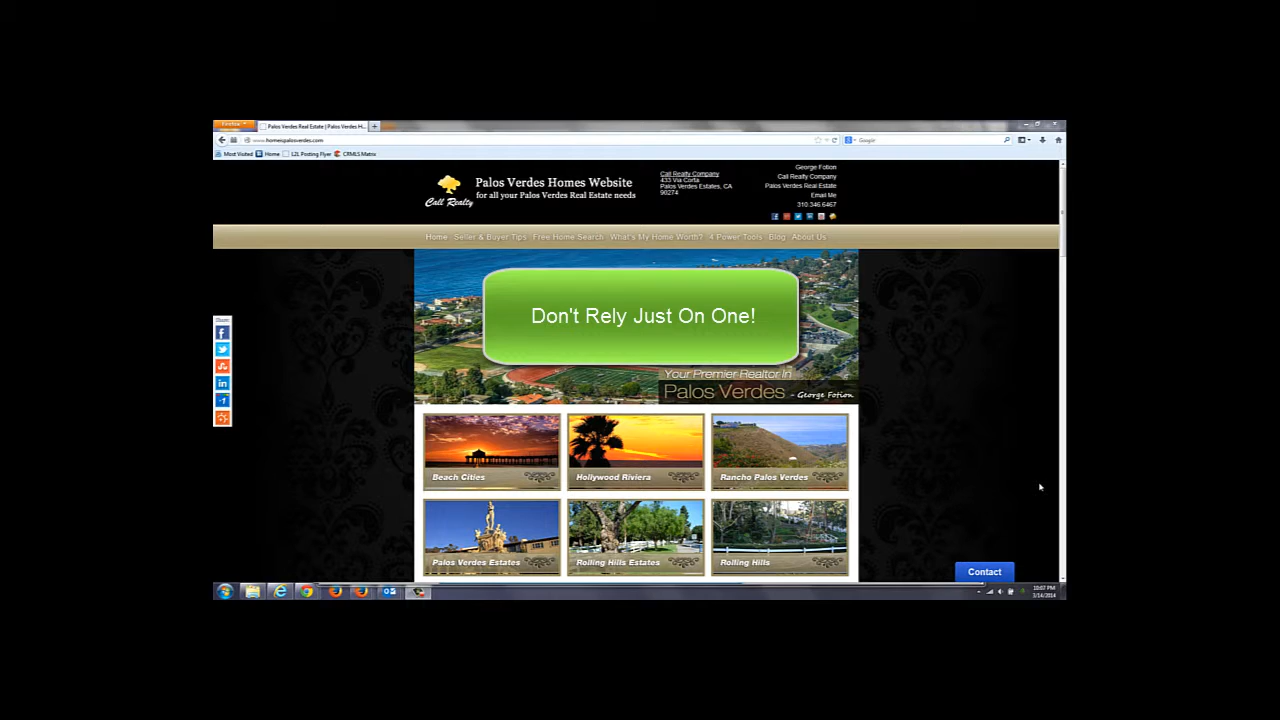 Firefox
Palos Verdes Real Estate | Palos Verdes H...
www.homespalosverdes.com
Google
Most Visited
Home
L2L Posting Flyer
CRMLS Matrix
Call Realty
Palos Verdes Homes Website
for all your Palos Verdes Real Estate needs
Call Realty Company
433 Via Corta
Palos Verdes Estates, CA
90274
George Fotion
Call Realty Company
Palos Verdes Real Estate
Email Me
310.346.6467
Home Seller & Buyer Tips Free Home Search What's My Home Worth? 4 Power Tools Blog About Us
Share
Don't Rely Just On One!
Your Premier Realtor In
Palos Verdes - George Fotion
Beach Cities
Hollywood Riviera
Rancho Palos Verdes
Palos Verdes Estates
Rolling Hills Estates
Rolling Hills
Contact
10:07 PM
3/14/2014